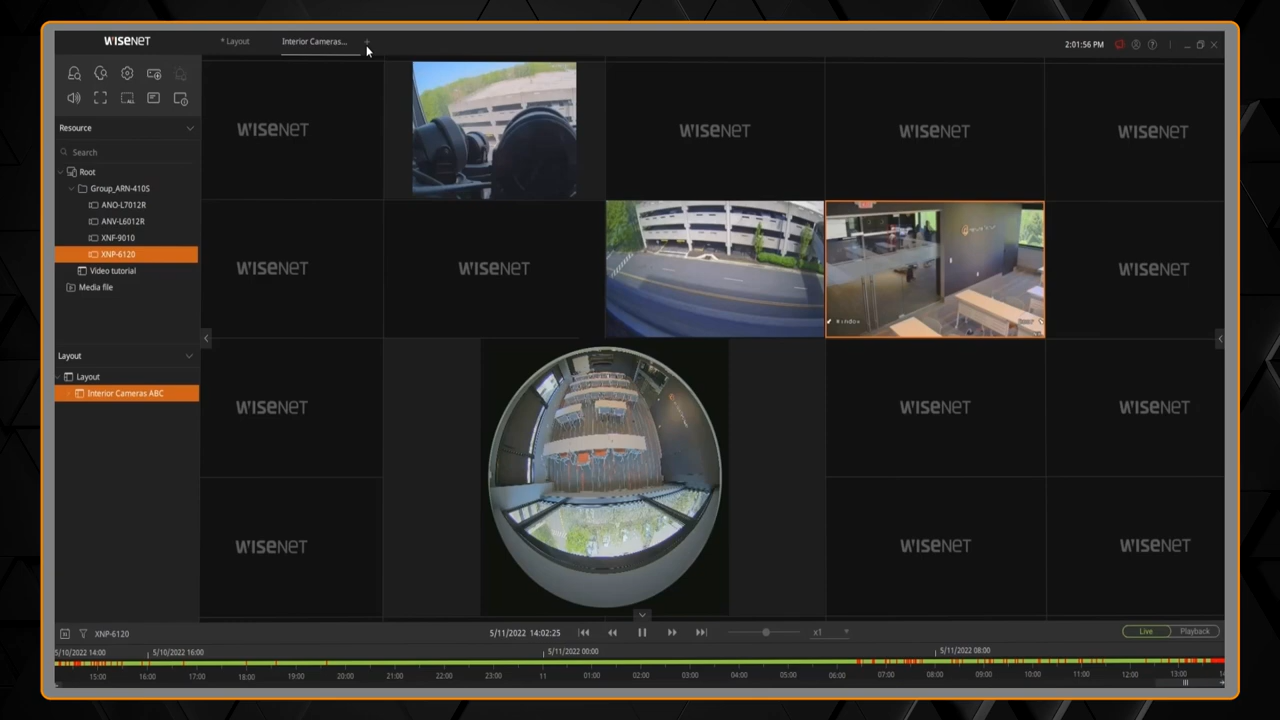 WISENET
* Layout
Interior Cameras...
+
2:01:56 PM
Resource
Search
Root
Group_ARN-410S
ANO-L7012R
ANV-L6012R
XNF-9010
XNP-6120
Video tutorial
Media file
Layout
Layout
Interior Cameras ABC
WISENET
WISENET
WISENET
WISENET
WISENET
WISENET
WISENET
WISENET
WISENET
WISENET
WISENET
WISENET
XNP-6120
5/11/2022 14:02:25
x1
Live
Playback
5/10/2022 14:00
5/10/2022 16:00
5/11/2022 00:00
5/11/2022 08:00
15:00 16:00 17:00 18:00 19:00 20:00 21:00 22:00 23:00 11 01:00 02:00 03:00 04:00 05:00 06:00 07:00 08:00 09:00 10:00 11:00 12:00 13:00